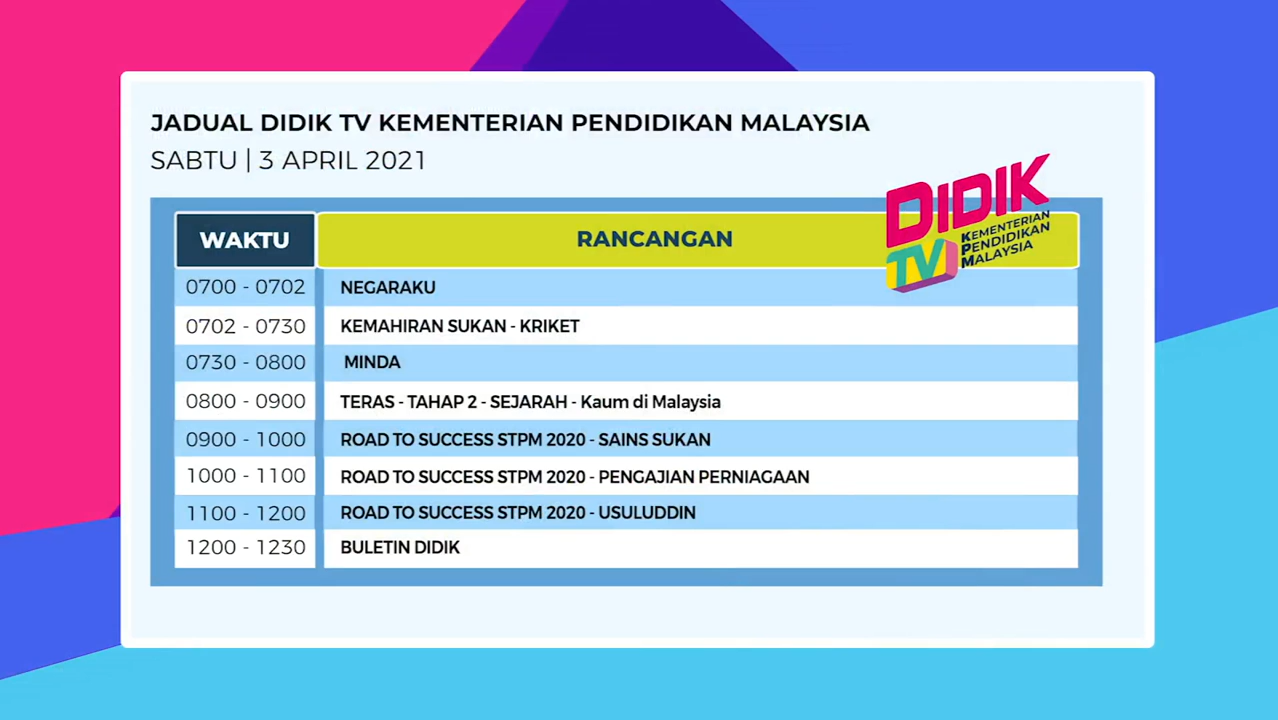 JADUAL DIDIK TV KEMENTERIAN PENDIDIKAN MALAYSIA
SABTU | 3 APRIL 2021
DIDIK
TV
KEMENTERIAN
PENDIDIKAN
MALAYSIA
WAKTU RANCANGAN
0700 - 0702 NEGARAKU
0702 - 0730 KEMAHIRAN SUKAN - KRIKET
0730 - 0800 MINDA
0800 - 0900 TERAS - TAHAP 2 - SEJARAH - Kaum di Malaysia
0900 - 1000 ROAD TO SUCCESS STPM 2020 - SAINS SUKAN
1000 - 1100 ROAD TO SUCCESS STPM 2020 - PENGAJIAN PERNIAGAAN
1100 - 1200 ROAD TO SUCCESS STPM 2020 - USULUDDIN
1200 - 1230 BULETIN DIDIK